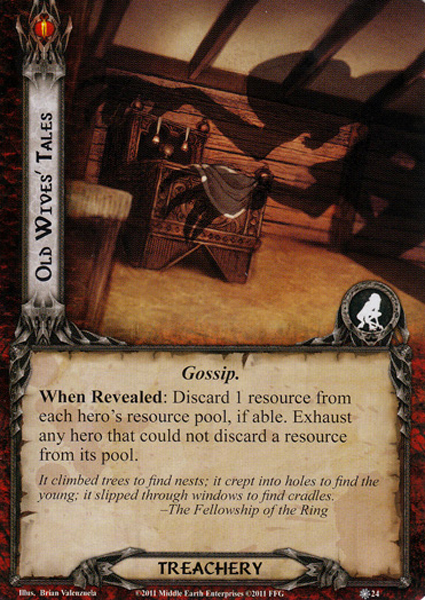 OLD WIVES' TALES
Gossip.
When Revealed: Discard 1 resource from
each hero's resource pool, if able. Exhaust
any hero that could not discard a resource
from its pool.
It climbed trees to find nests; it crept into holes to find the
young; it slipped through windows to find cradles.
–The Fellowship of the Ring
TREACHERY
Illus. Brian Valenzuela ©2011 Middle Earth Enterprises ©2011 FFG 24